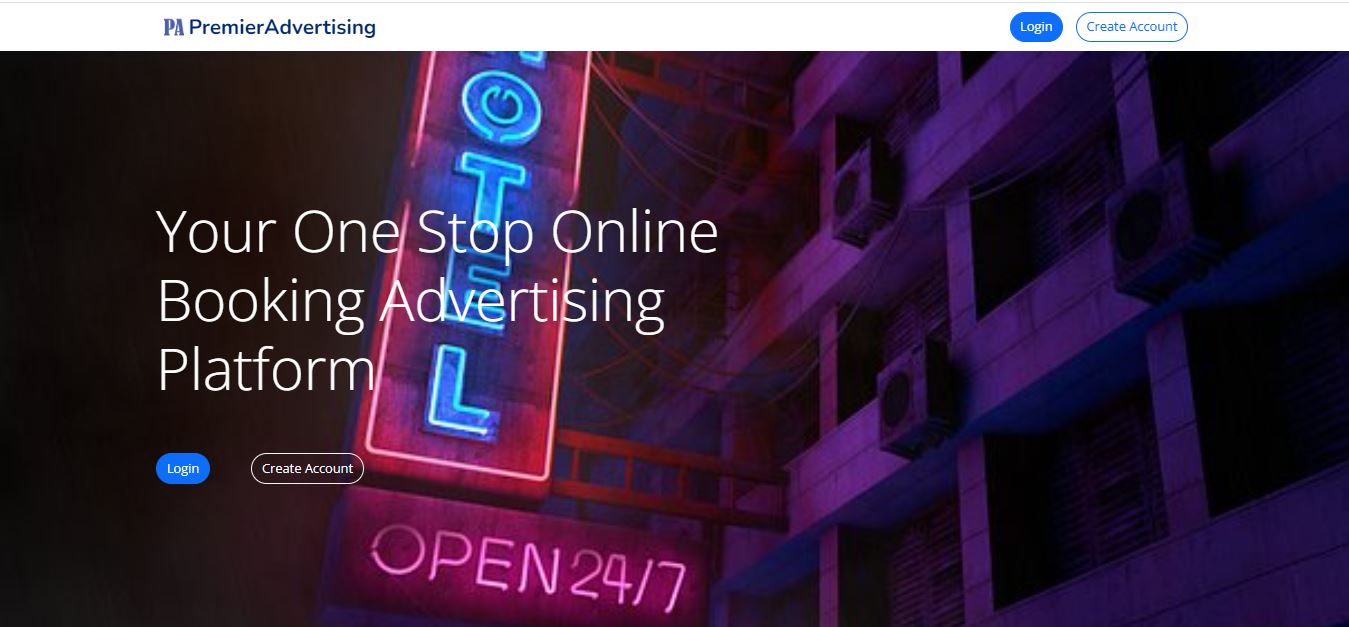 PA PremierAdvertising
Login
Create Account
Your One Stop Online
Booking Advertising
Platform
Login
Create Account
OTEL
OPEN 24/7